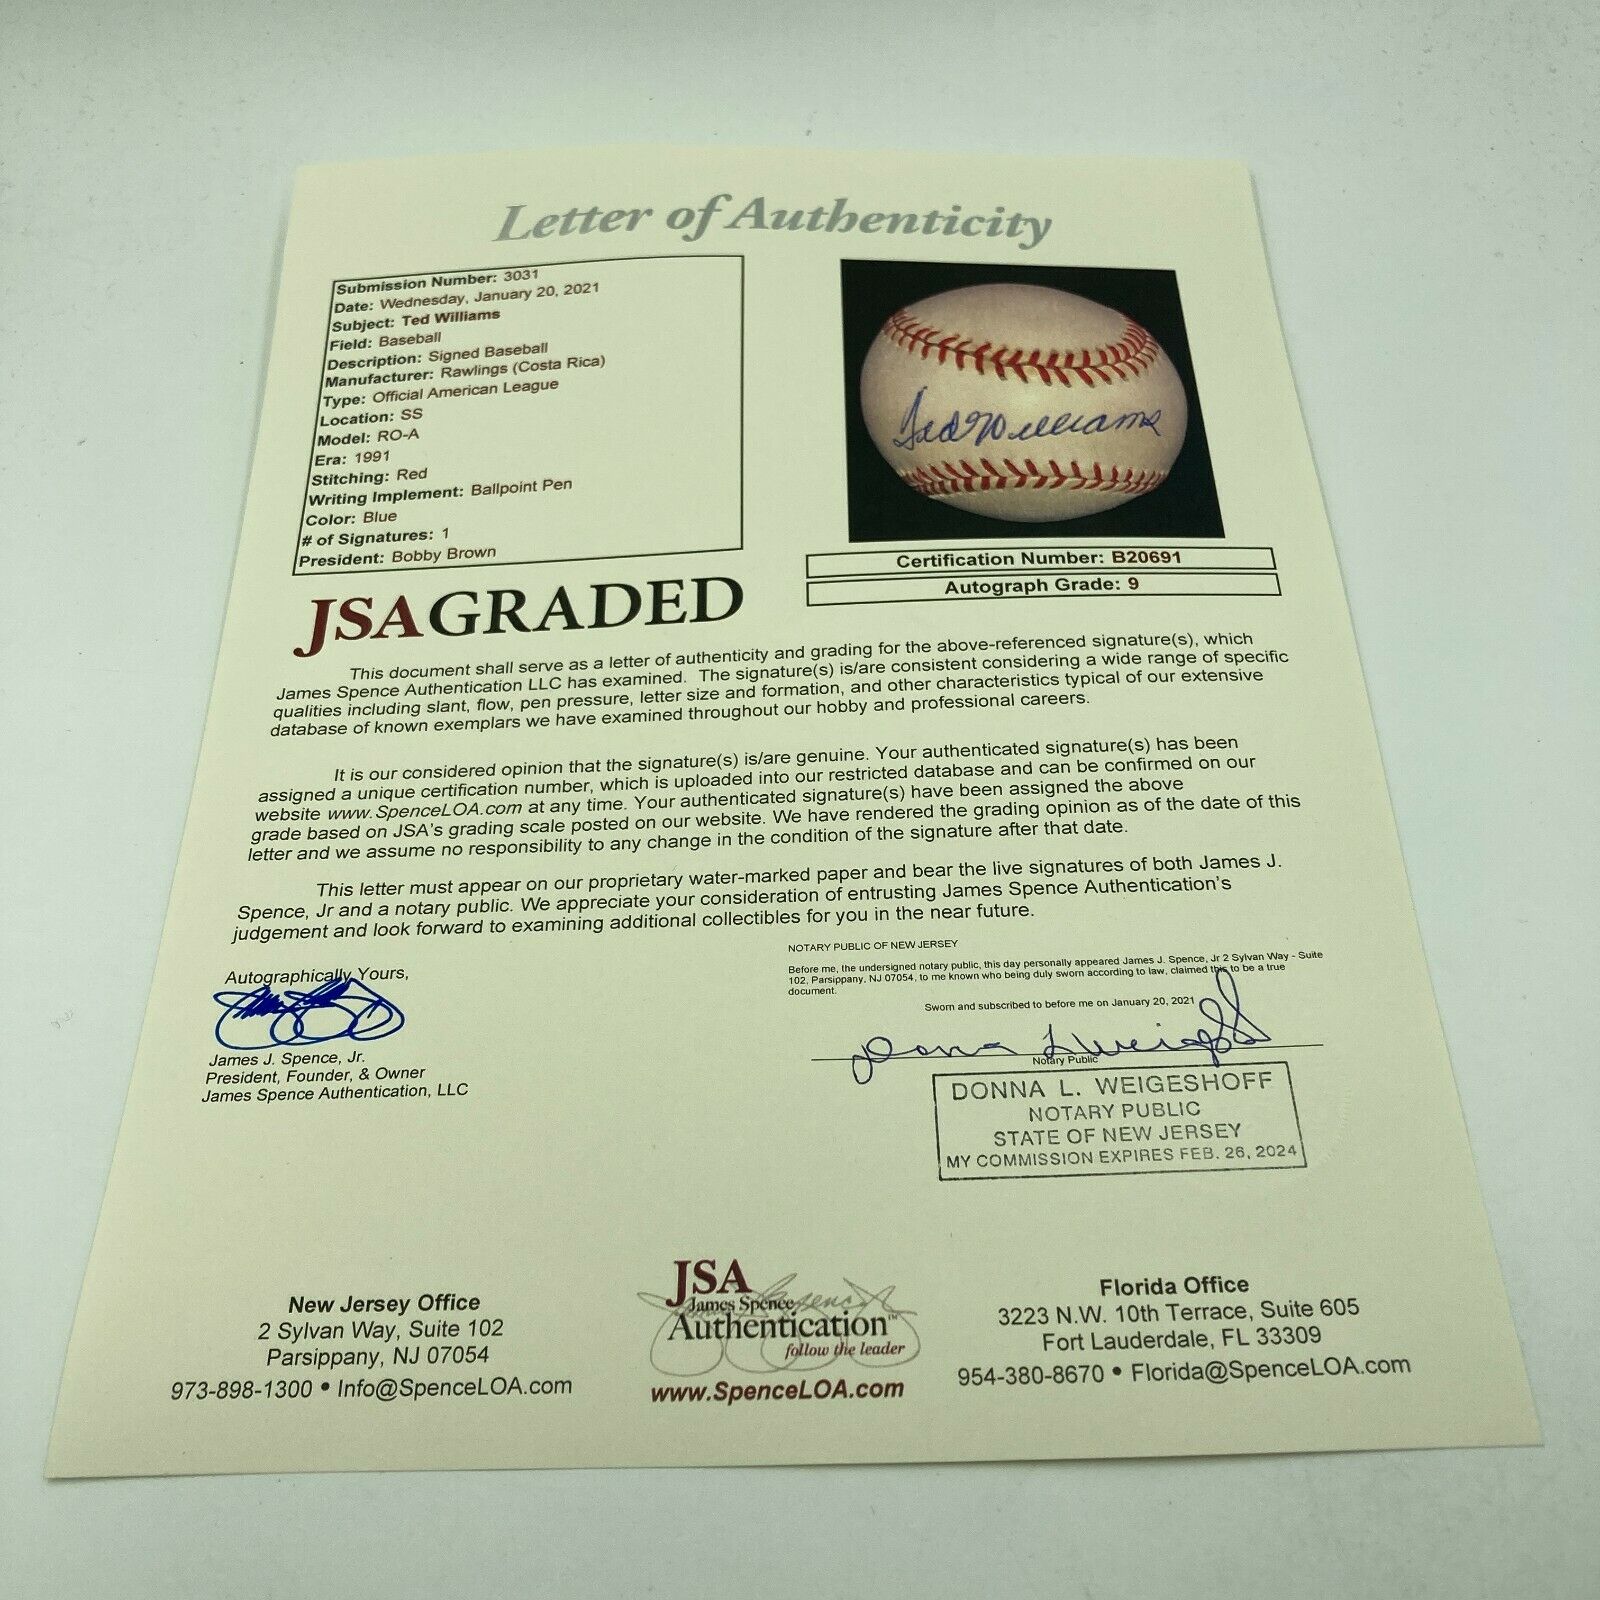 Letter of Authenticity
Submission Number: 3031
Date: Wednesday, January 20, 2021
Subject: Ted Williams
Field: Baseball
Description: Signed Baseball
Manufacturer: Rawlings (Costa Rica)
Type: Official American League
Location: SS
Model: RO-A
Era: 1991
Stitching: Red
Writing Implement: Ballpoint Pen
Color: Blue
# of Signatures: 1
President: Bobby Brown
Ted Williams
Certification Number: B20691
Autograph Grade: 9
JSAGRADED
This document shall serve as a letter of authenticity and grading for the above-referenced signature(s), which
James Spence Authentication LLC has examined. The signature(s) is/are consistent considering a wide range of specific
qualities including slant, flow, pen pressure, letter size and formation, and other characteristics typical of our extensive
database of known exemplars we have examined throughout our hobby and professional careers.
It is our considered opinion that the signature(s) is/are genuine. Your authenticated signature(s) has been
assigned a unique certification number, which is uploaded into our restricted database and can be confirmed on our
website www.SpenceLOA.com at any time. Your authenticated signature(s) have been assigned the above
grade based on JSA's grading scale posted on our website. We have rendered the grading opinion as of the date of this
letter and we assume no responsibility to any change in the condition of the signature after that date.
This letter must appear on our proprietary water-marked paper and bear the live signatures of both James J.
Spence, Jr and a notary public. We appreciate your consideration of entrusting James Spence Authentication's
judgement and look forward to examining additional collectibles for you in the near future.
Autographically Yours,
James J. Spence, Jr.
President, Founder, & Owner
James Spence Authentication, LLC
NOTARY PUBLIC OF NEW JERSEY
Before me, the undersigned notary public, this day personally appeared James J. Spence, Jr 2 Sylvan Way - Suite
102, Parsippany, NJ 07054, to me known who being duly sworn according to law, claimed this to be a true
document.
Sworn and subscribed to before me on January 20, 2021
Donna L Weigeshoff
Notary Public
DONNA L. WEIGESHOFF
NOTARY PUBLIC
STATE OF NEW JERSEY
MY COMMISSION EXPIRES FEB. 26, 2024
New Jersey Office
2 Sylvan Way, Suite 102
Parsippany, NJ 07054
973-898-1300 • Info@SpenceLOA.com
JSA
James Spence
Authentication™
follow the leader
www.SpenceLOA.com
Florida Office
3223 N.W. 10th Terrace, Suite 605
Fort Lauderdale, FL 33309
954-380-8670 • Florida@SpenceLOA.com